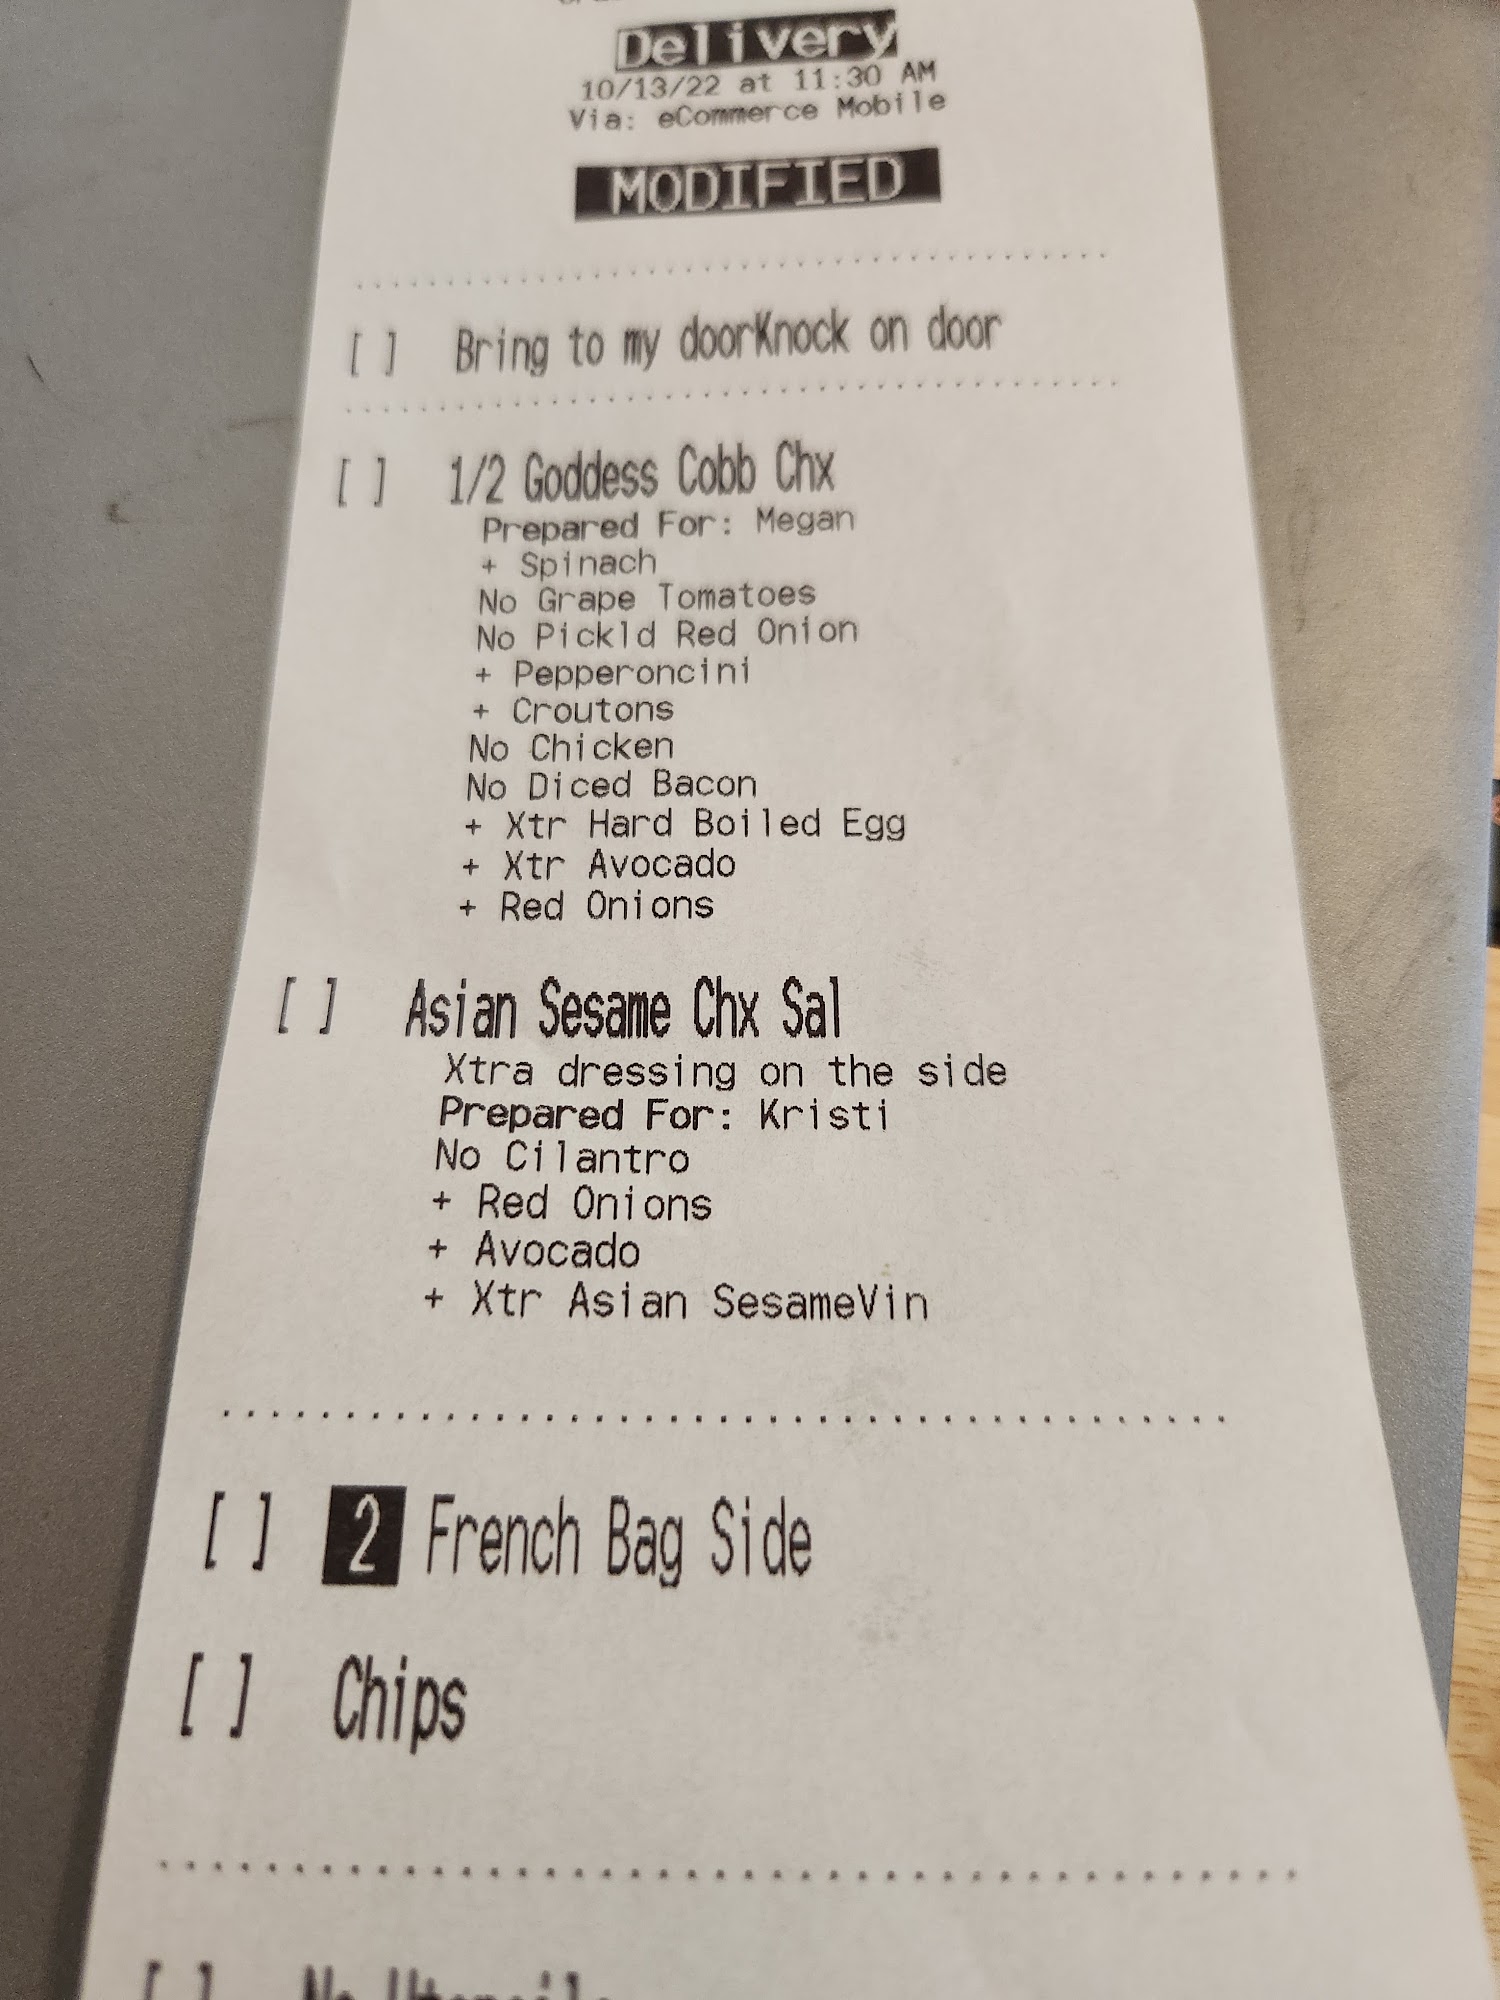 Delivery
10/13/22 at 11:30 AM
Via: eCommerce Mobile
MODIFIED
[ ] Bring to my doorKnock on door
[ ] 1/2 Goddess Cobb Chx
Prepared For: Megan
+ Spinach
No Grape Tomatoes
No Pickld Red Onion
+ Pepperoncini
+ Croutons
No Chicken
No Diced Bacon
+ Xtr Hard Boiled Egg
+ Xtr Avocado
+ Red Onions
[ ] Asian Sesame Chx Sal
Xtra dressing on the side
Prepared For: Kristi
No Cilantro
+ Red Onions
+ Avocado
+ Xtr Asian SesameVin
[ ] 2 French Bag Side
[ ] Chips
[ ] No Utensils